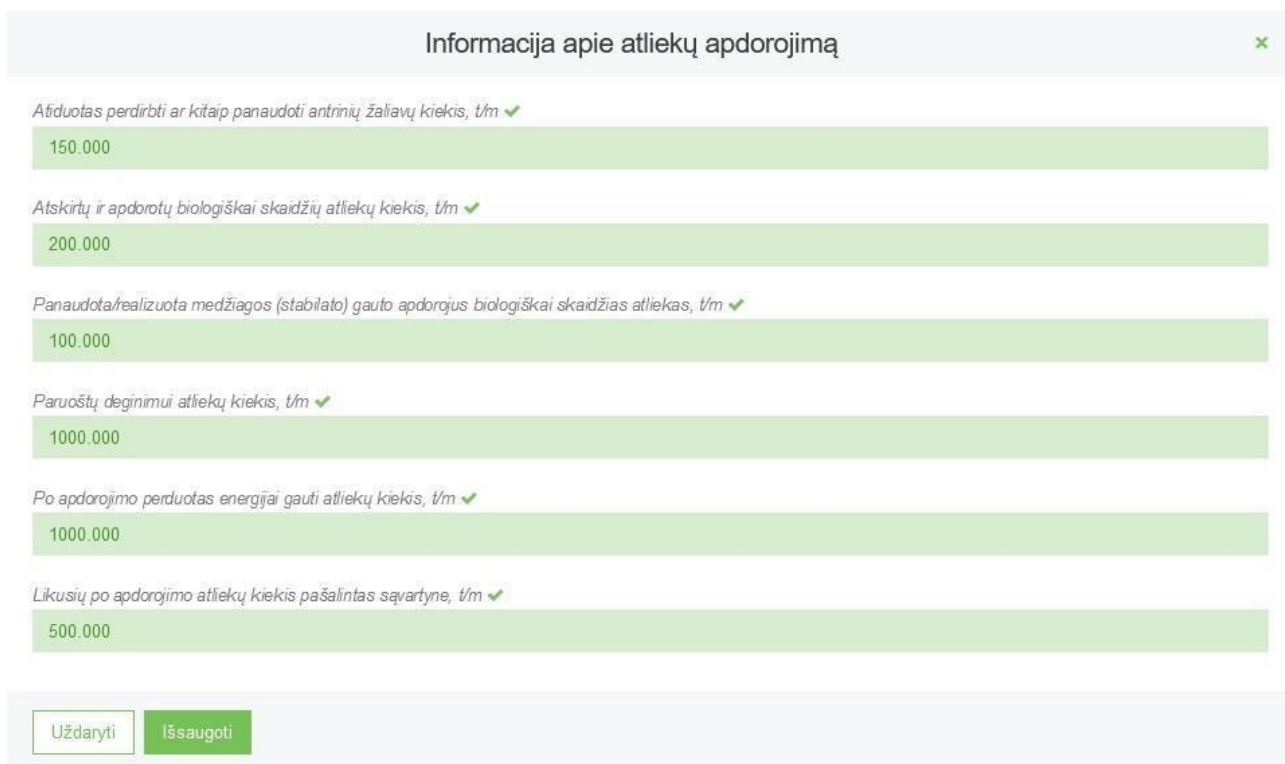 Informacija apie atliekų apdorojimą
Atiduotas perdirbti ar kitaip panaudoti antrinių žaliavų kiekis, t/m
150.000
Atskirtų ir apdorotų biologiškai skaidžių atliekų kiekis, t/m
200.000
Panaudota/realizuota medžiagos (stabilato) gauto apdorojus biologiškai skaidžias atliekas, t/m
100.000
Paruoštų deginimui atliekų kiekis, t/m
1000.000
Po apdorojimo perduotas energijai gauti atliekų kiekis, t/m
1000.000
Likusių po apdorojimo atliekų kiekis pašalintas sąvartyne, t/m
500.000
Uždaryti Išsaugoti